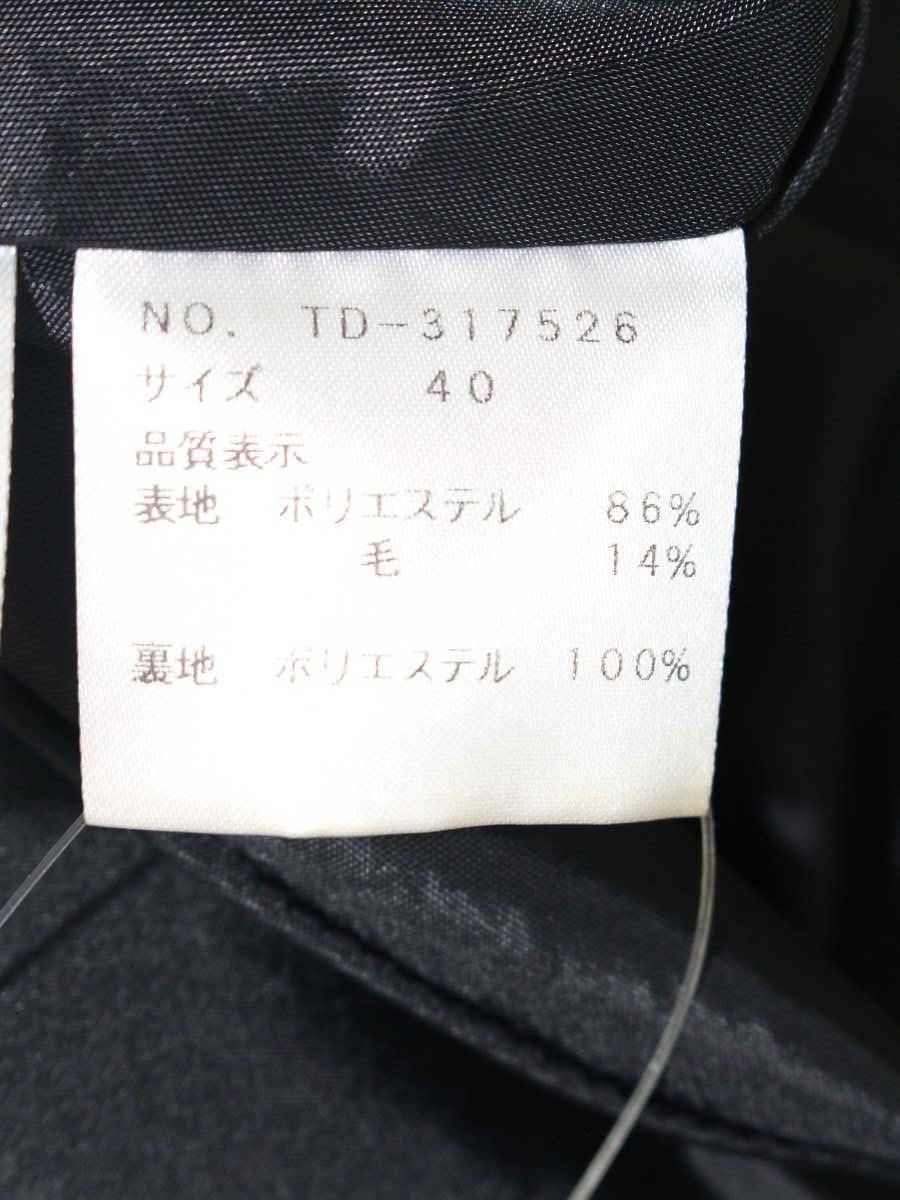 NO. TD-317526
サイズ 40
品質表示
表地 ポリエステル 86%
毛 14%
裏地 ポリエステル 100%